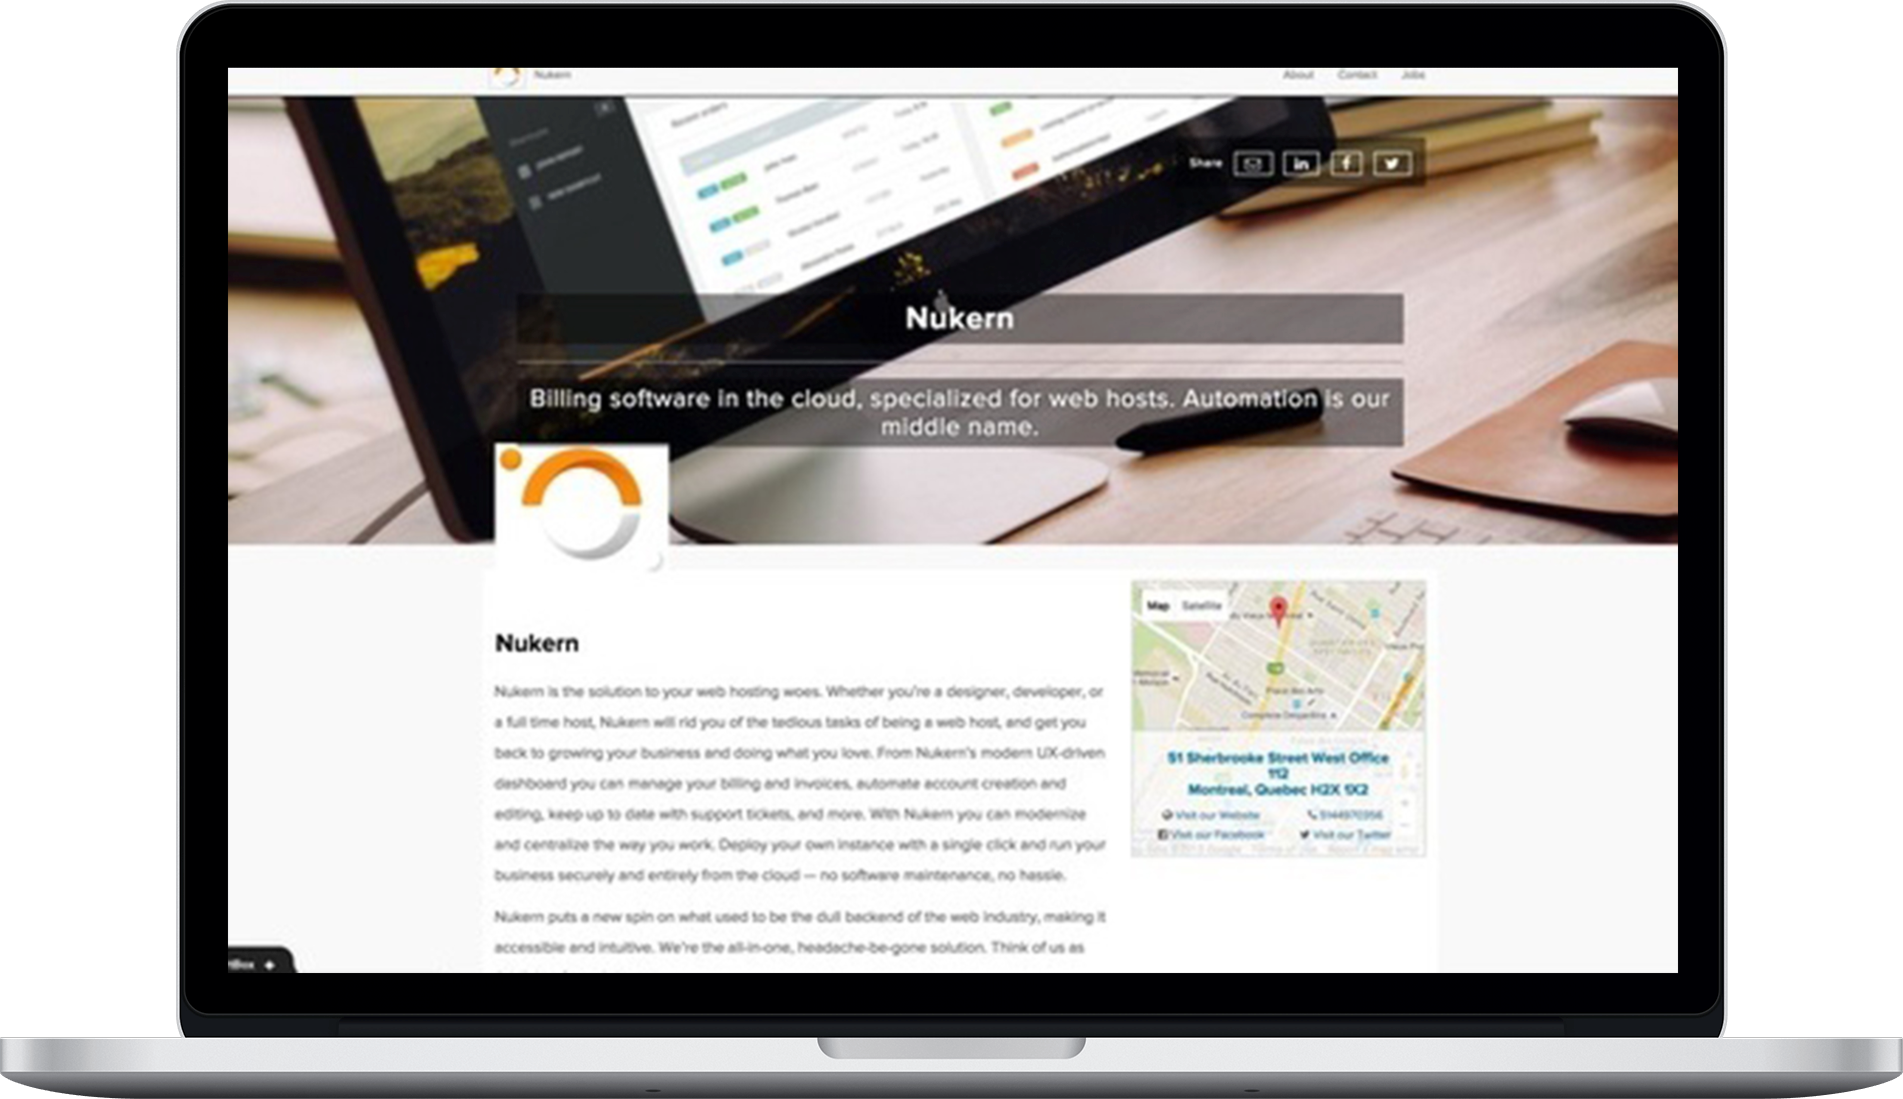 Nukern
About Contact Jobs
Recent orders
Share
Nukern
Billing software in the cloud, specialized for web hosts. Automation is our
middle name.
Nukern
Nukern is the solution to your web hosting woes. Whether you're a designer, developer, or
a full time host, Nukern will rid you of the tedious tasks of being a web host, and get you
back to growing your business and doing what you love. From Nukern's modern UX-driven
dashboard you can manage your billing and invoices, automate account creation and
editing, keep up to date with support tickets, and more. With Nukern you can modernize
and centralize the way you work. Deploy your own instance with a single click and run your
business securely and entirely from the cloud — no software maintenance, no hassle.
Nukern puts a new spin on what used to be the dull backend of the web industry, making it
accessible and intuitive. We're the all-in-one, headache-be-gone solution. Think of us as
Map Satellite
Place des Arts
Complexe Desjardins
51 Sherbrooke Street West Office
112
Montreal, Quebec H2X 1X2
Visit our Website
Visit our Facebook Visit our Twitter